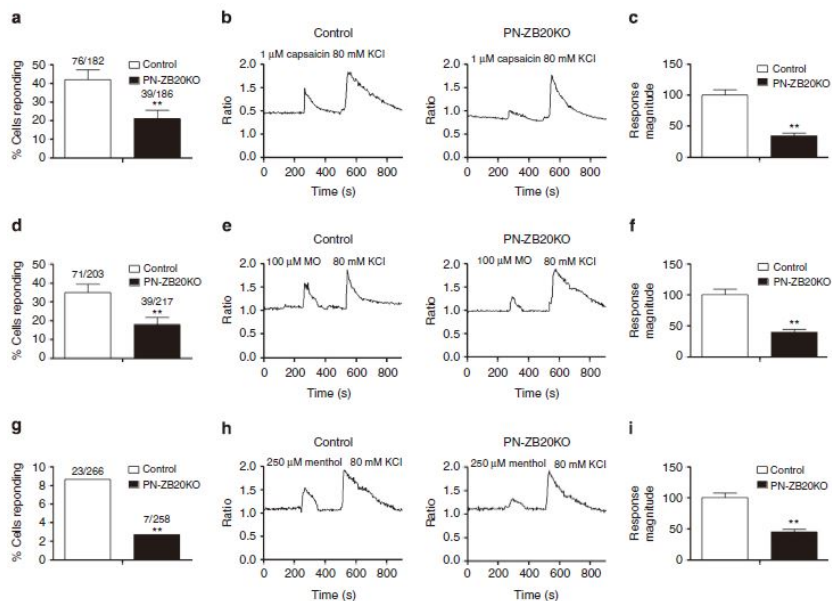 a
76/182
Control
PN-ZB20KO
39/186
**
% Cells reponding
50
40
30
20
10
0
b
Control
1 μM capsaicin 80 mM KCl
Ratio
2.0
1.5
1.0
0.5
0.0
0 200 400 600 800
Time (s)
PN-ZB20KO
1 μM capsaicin 80 mM KCl
Ratio
2.0
1.5
1.0
0.5
0.0
0 200 400 600 800
Time (s)
c
Control
PN-ZB20KO
**
Response
magnitude
150
100
50
0
d
71/203
Control
PN-ZB20KO
39/217
**
% Cells reponding
50
40
30
20
10
0
e
Control
100 μM MO 80 mM KCl
Ratio
2.0
1.5
1.0
0.5
0.0
0 200 400 600 800
Time (s)
PN-ZB20KO
100 μM MO 80 mM KCl
Ratio
2.0
1.5
1.0
0.5
0.0
0 200 400 600 800
Time (s)
f
Control
PN-ZB20KO
**
Response
magnitude
150
100
50
0
g
23/266
Control
PN-ZB20KO
7/258
**
% Cells reponding
10
8
6
4
2
0
h
Control
250 μM menthol 80 mM KCl
Ratio
2.0
1.5
1.0
0.5
0.0
0 200 400 600 800
Time (s)
PN-ZB20KO
250 μM menthol 80 mM KCl
Ratio
2.0
1.5
1.0
0.5
0.0
0 200 400 600 800
Time (s)
i
Control
PN-ZB20KO
**
Response
magnitude
150
100
50
0